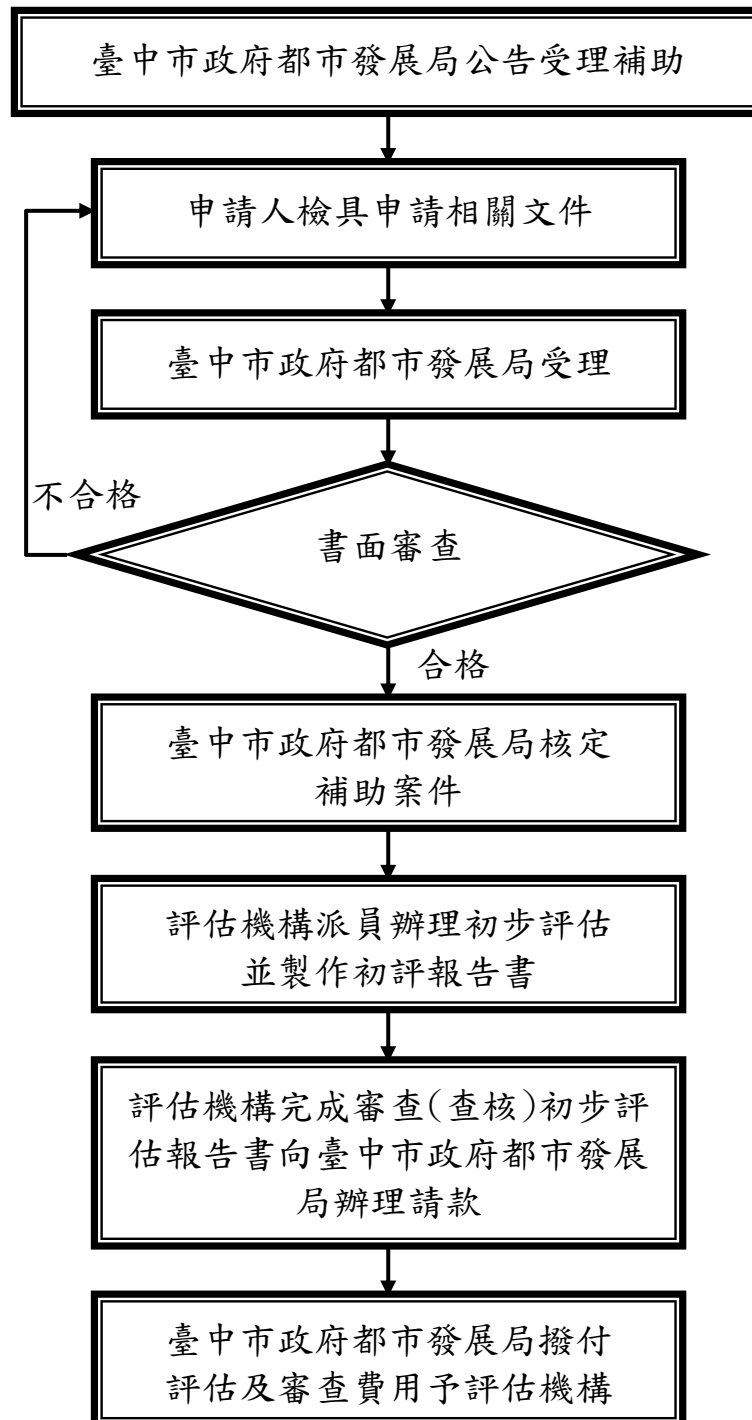 臺中市政府都市發展局公告受理補助
申請人檢具申請相關文件
臺中市政府都市發展局受理
不合格
書面審查
合格
臺中市政府都市發展局核定
補助案件
評估機構派員辦理初步評估
並製作初評報告書
評估機構完成審查(查核)初步評
估報告書向臺中市政府都市發展
局辦理請款
臺中市政府都市發展局撥付
評估及審查費用予評估機構